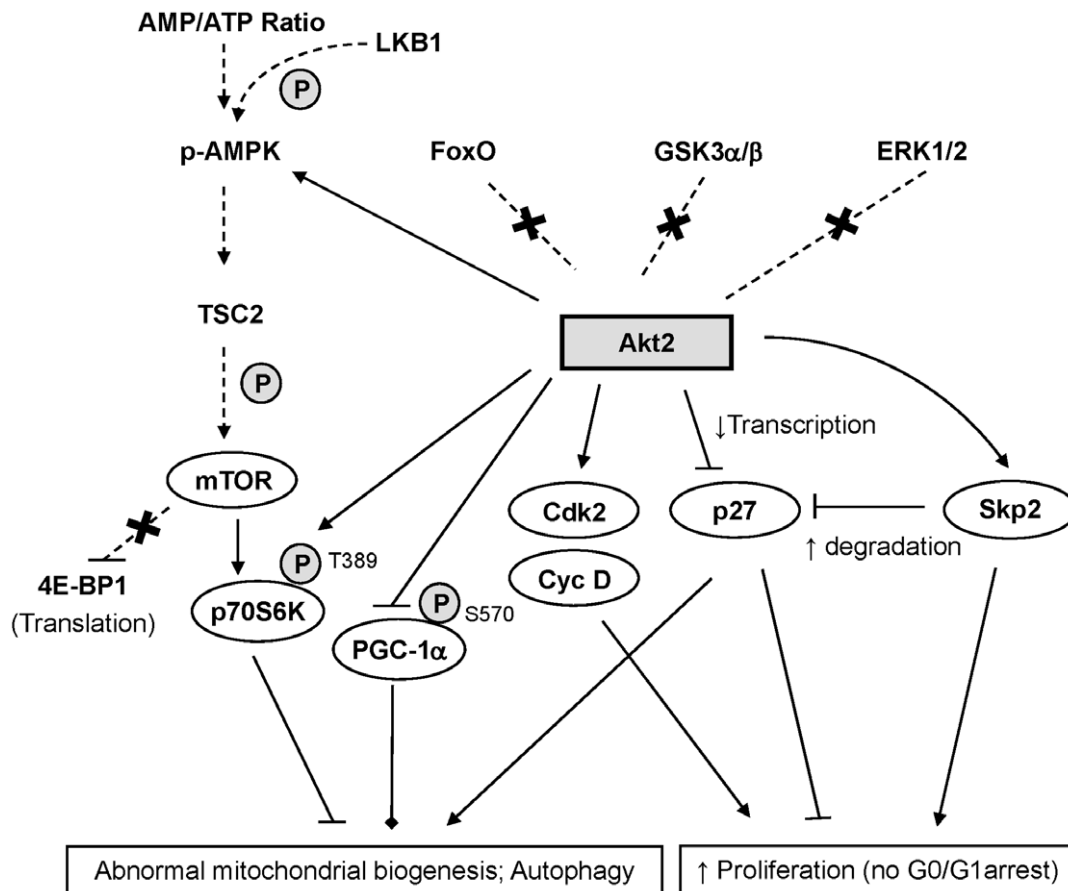 AMP/ATP Ratio
LKB1
P
p-AMPK
FoxO
GSK3α/β
ERK1/2
TSC2
Akt2
P
↓Transcription
mTOR
Cdk2
p27
Skp2
↑ degradation
P
T389
4E-BP1
(Translation)
p70S6K
Cyc D
P
S570
PGC-1α
Abnormal mitochondrial biogenesis; Autophagy
↑ Proliferation (no G0/G1arrest)